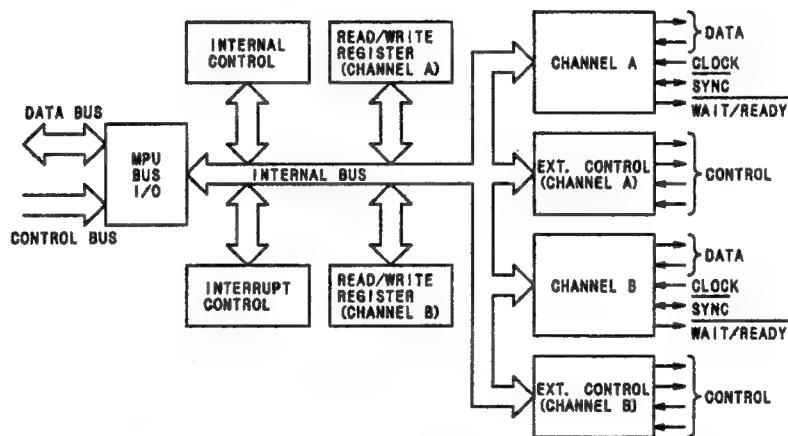 INTERNAL
CONTROL
READ/WRITE
REGISTER
(CHANNEL A)
DATA BUS
MPU
BUS
I/O
CONTROL BUS
INTERNAL BUS
INTERRUPT
CONTROL
READ/WRITE
REGISTER
(CHANNEL B)
CHANNEL A
DATA
CLOCK
SYNC
WAIT/READY
EXT. CONTROL
(CHANNEL A)
CONTROL
CHANNEL B
DATA
CLOCK
SYNC
WAIT/READY
EXT. CONTROL
(CHANNEL B)
CONTROL